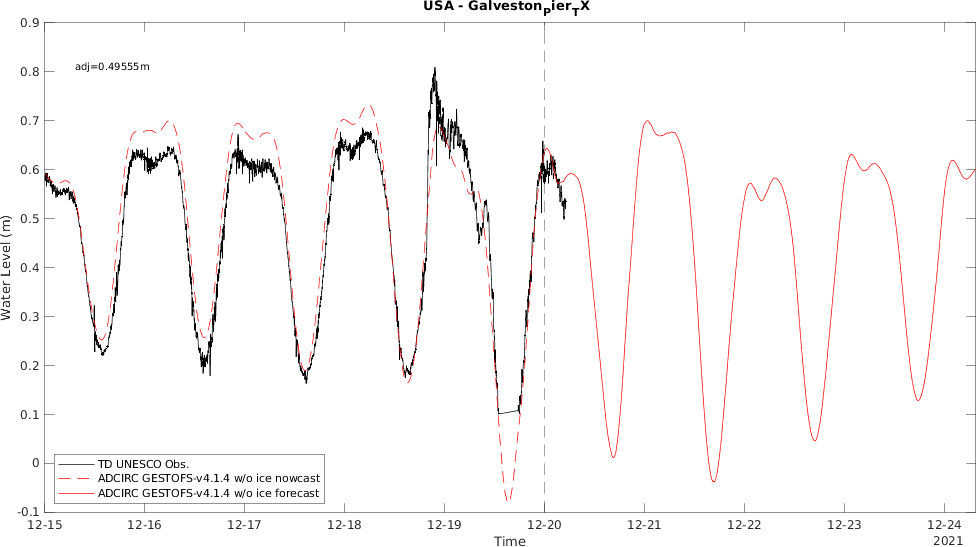 USA - GalvestonPierTX
0.9
0.8
0.7
0.6
0.5
0.4
0.3
0.2
0.1
0
-0.1
Water Level (m)
adj=0.49555m
TD UNESCO Obs.
ADCIRC GESTOFS-v4.1.4 w/o ice nowcast
ADCIRC GESTOFS-v4.1.4 w/o ice forecast
12-15 12-16 12-17 12-18 12-19 12-20 12-21 12-22 12-23 12-24
Time
2021